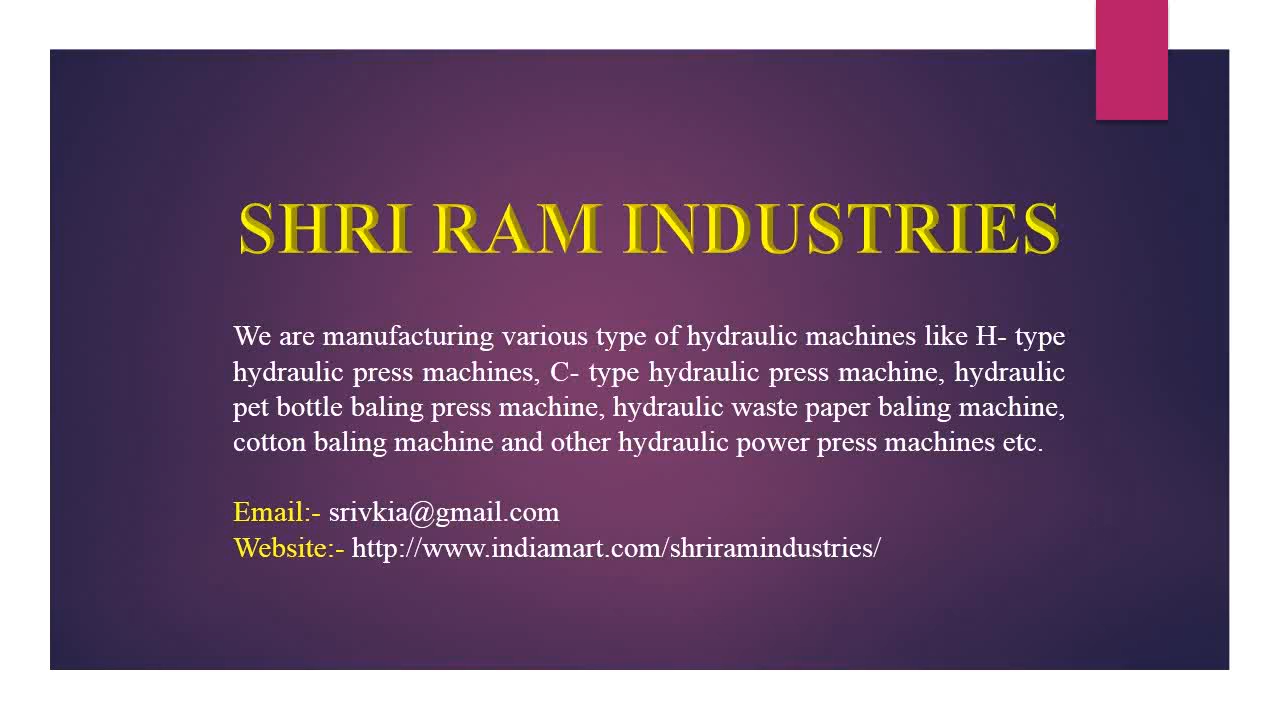 SHRI RAM INDUSTRIES
We are manufacturing various type of hydraulic machines like H- type
hydraulic press machines, C- type hydraulic press machine, hydraulic
pet bottle baling press machine, hydraulic waste paper baling machine,
cotton baling machine and other hydraulic power press machines etc.
Email:- srivkia@gmail.com
Website:- http://www.indiamart.com/shriramindustries/